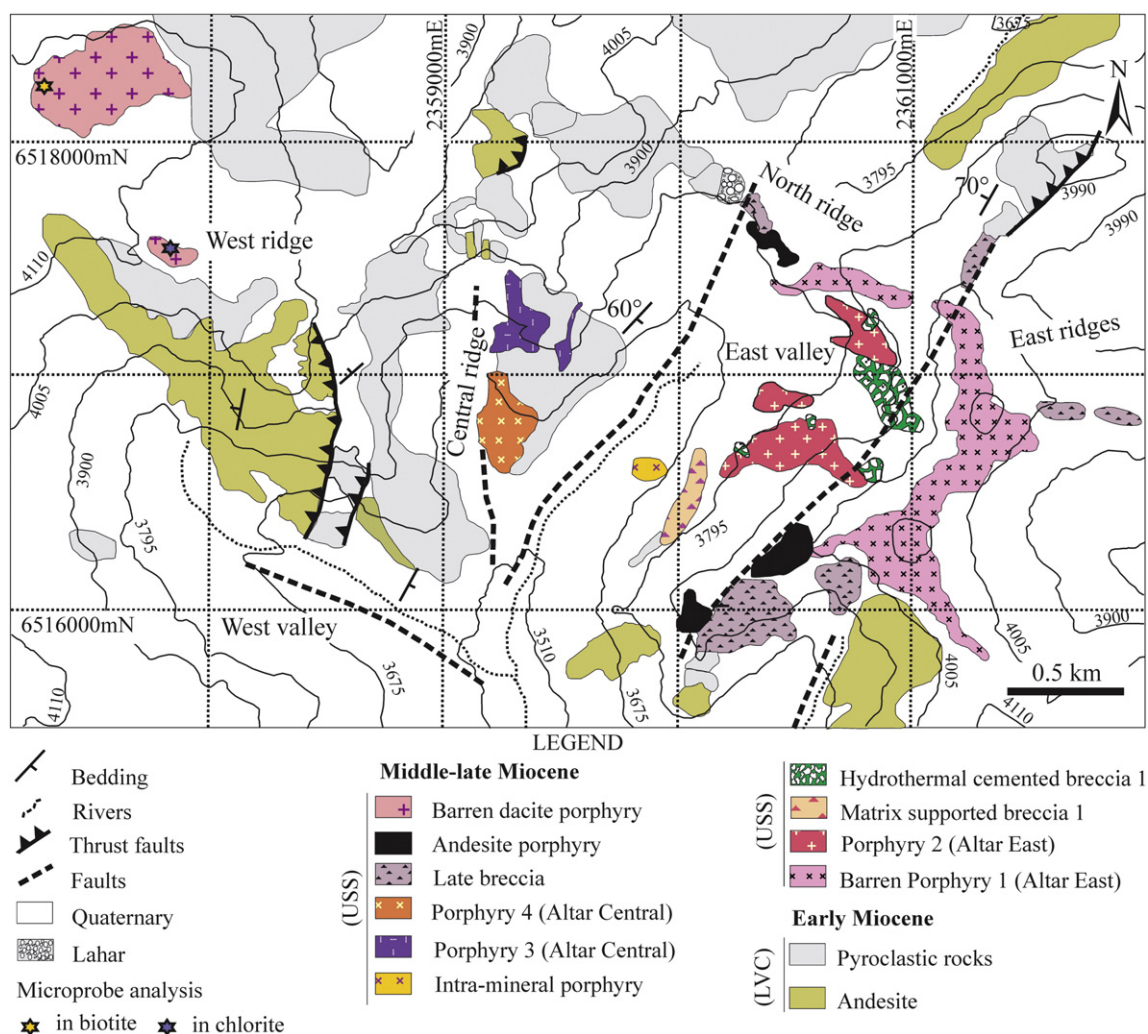 3675
3900
4005
2359000mE
2361000mE
N
6518000mN
3900
3795
70°
3990
North ridge
3990
4110
West ridge
60°
East valley
East ridges
Central ridge
4005
3900
3795
3795
6516000mN
West valley
3510
3900
4005
4005
0.5 km
4110
3675
3675
4110
LEGEND
Bedding
Rivers
Thrust faults
Faults
Quaternary
Lahar
Microprobe analysis
in biotite
in chlorite
Middle-late Miocene
(USS)
Barren dacite porphyry
Andesite porphyry
Late breccia
Porphyry 4 (Altar Central)
Porphyry 3 (Altar Central)
Intra-mineral porphyry
(USS)
Hydrothermal cemented breccia 1
Matrix supported breccia 1
Porphyry 2 (Altar East)
Barren Porphyry 1 (Altar East)
Early Miocene
(LVC)
Pyroclastic rocks
Andesite